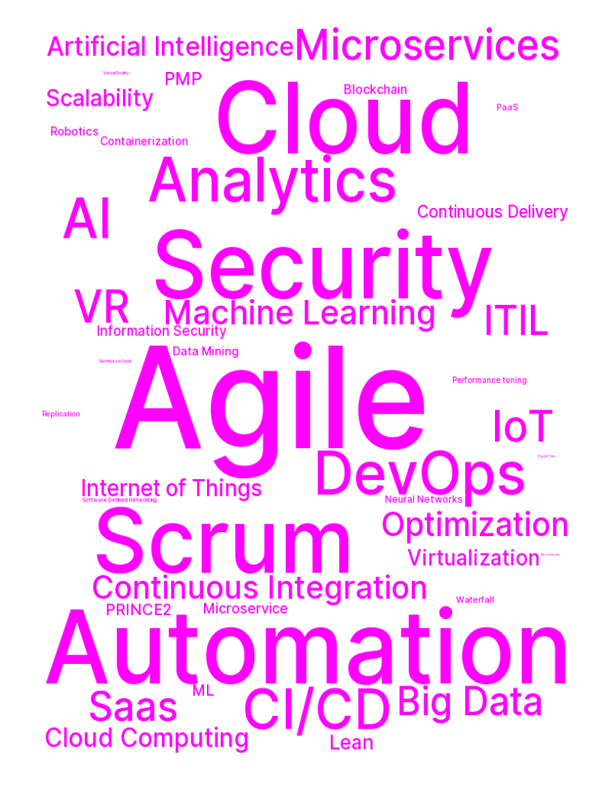 Artificial Intelligence
Microservices
Virtual Reality
PMP
Cloud
Blockchain
Scalability
PaaS
Robotics
Containerization
Analytics
AI
Continuous Delivery
Security
VR
Machine Learning
ITIL
Information Security
Agile
Data Mining
Performance tuning
Replication
IoT
DevOps
Internet of Things
Neural Networks
Software Defined Networking
Scrum
Optimization
Virtualization
Continuous Integration
Waterfall
PRINCE2
Microservice
Automation
ML
Saas
CI/CD
Big Data
Cloud Computing
Lean